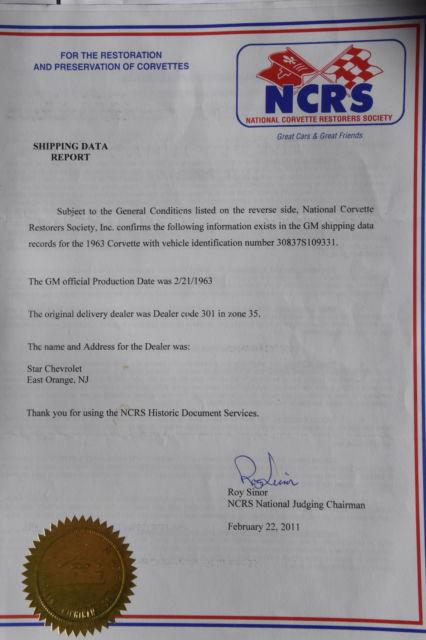 FOR THE RESTORATION
AND PRESERVATION OF CORVETTES
NCRS
NATIONAL CORVETTE RESTORERS SOCIETY
Great Cars & Great Friends
SHIPPING DATA
REPORT
Subject to the General Conditions listed on the reverse side, National Corvette
Restorers Society, Inc. confirms the following information exists in the GM shipping data
records for the 1963 Corvette with vehicle identification number 30837S109331.
The GM official Production Date was 2/21/1963
The original delivery dealer was Dealer code 301 in zone 35.
The name and Address for the Dealer was:
Star Chevrolet
East Orange, NJ
Thank you for using the NCRS Historic Document Services.
Roy Sinor
Roy Sinor
NCRS National Judging Chairman
February 22, 2011